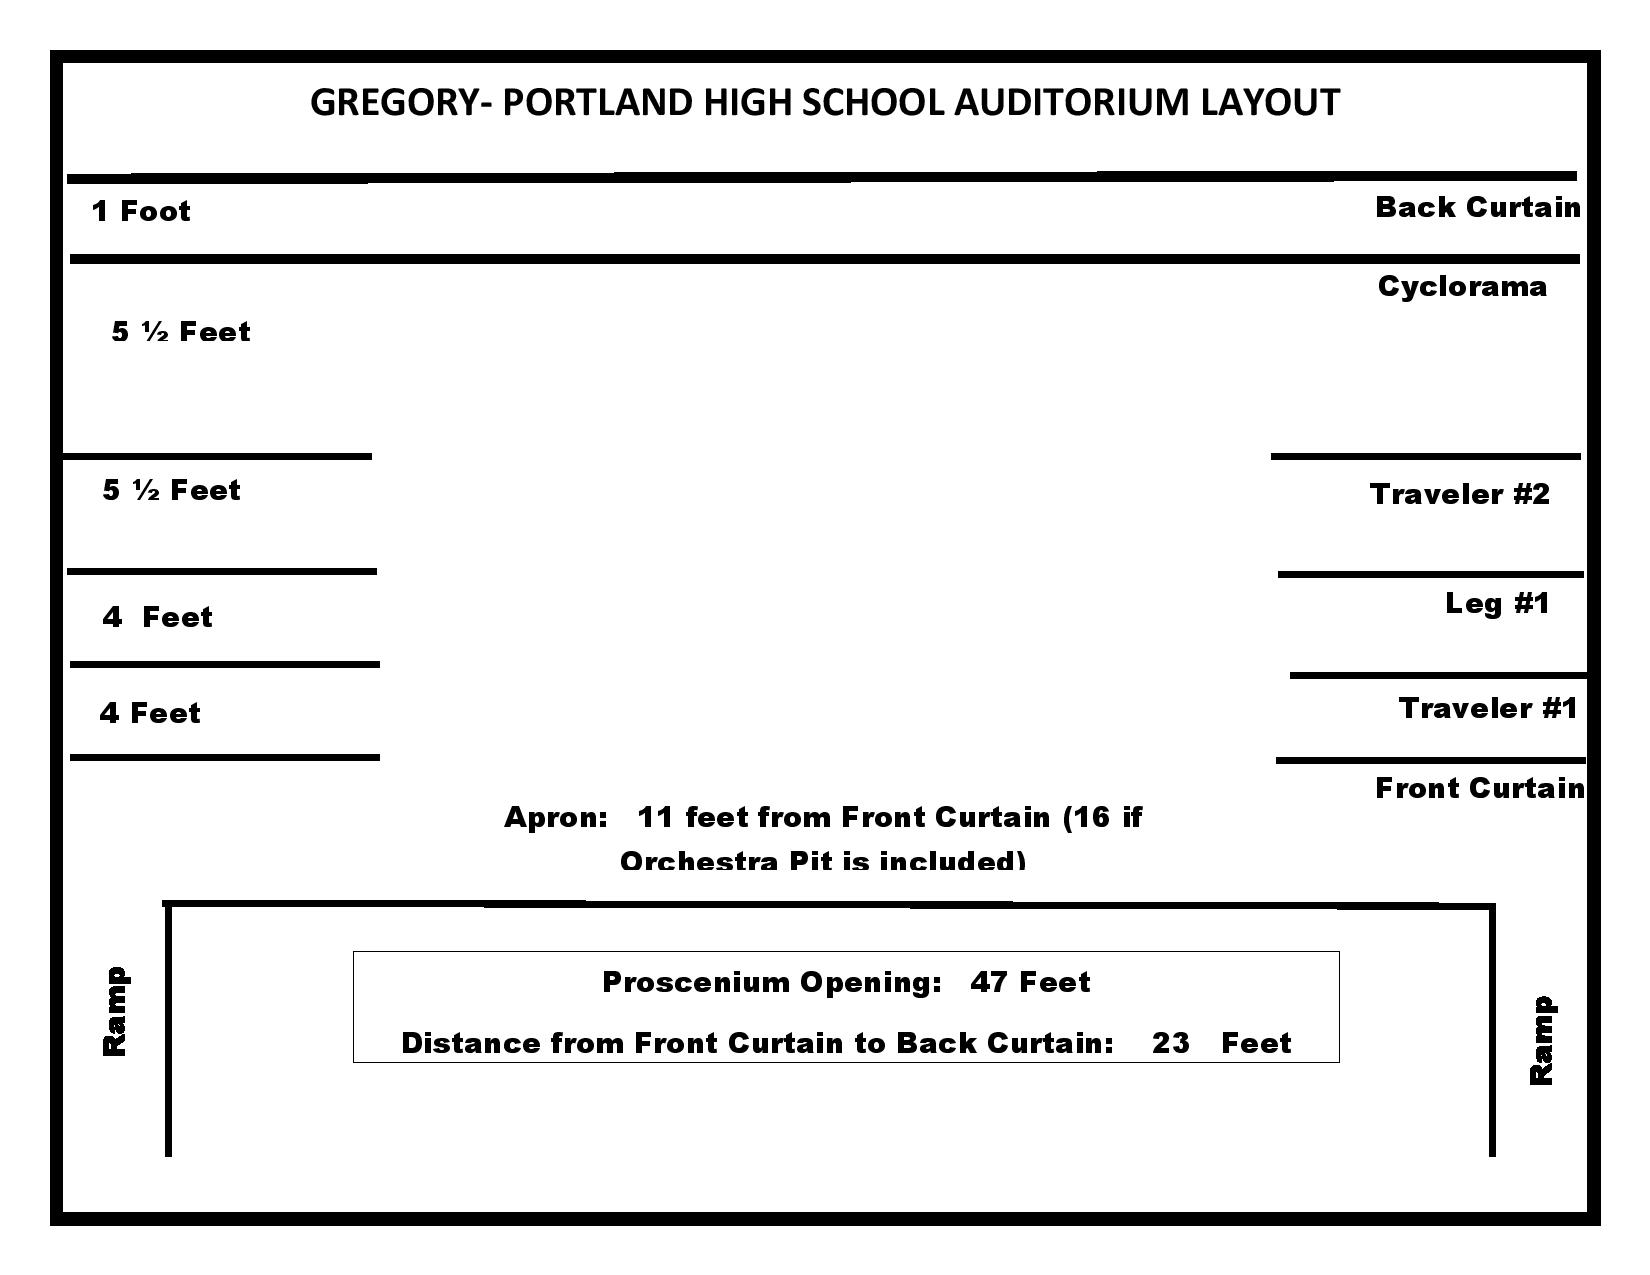 GREGORY- PORTLAND HIGH SCHOOL AUDITORIUM LAYOUT
1 Foot
Back Curtain
Cyclorama
5 ½ Feet
5 ½ Feet
Traveler #2
4 Feet
Leg #1
4 Feet
Traveler #1
Front Curtain
Apron: 11 feet from Front Curtain (16 if
Orchestra Pit is included)
Ramp
Proscenium Opening: 47 Feet
Distance from Front Curtain to Back Curtain: 23 Feet
Ramp